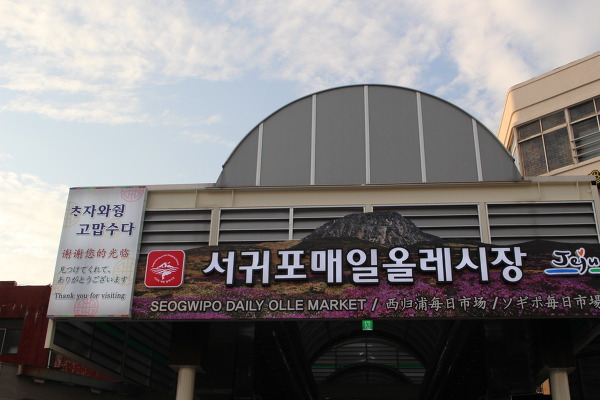 ᄎᆞ자와줭
고맙수다
谢谢您的光临
見つけてくれて、
ありがとうございます
Thank you for visiting
서귀포매일올레시장
Jeju
SEOGWIPO DAILY OLLE MARKET / 西归浦每日市场 / ソギポ毎日市場